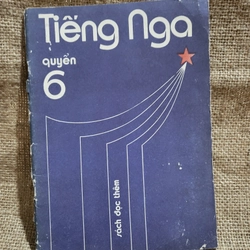 Tiếng Nga
quyển
6
sách đọc thêm